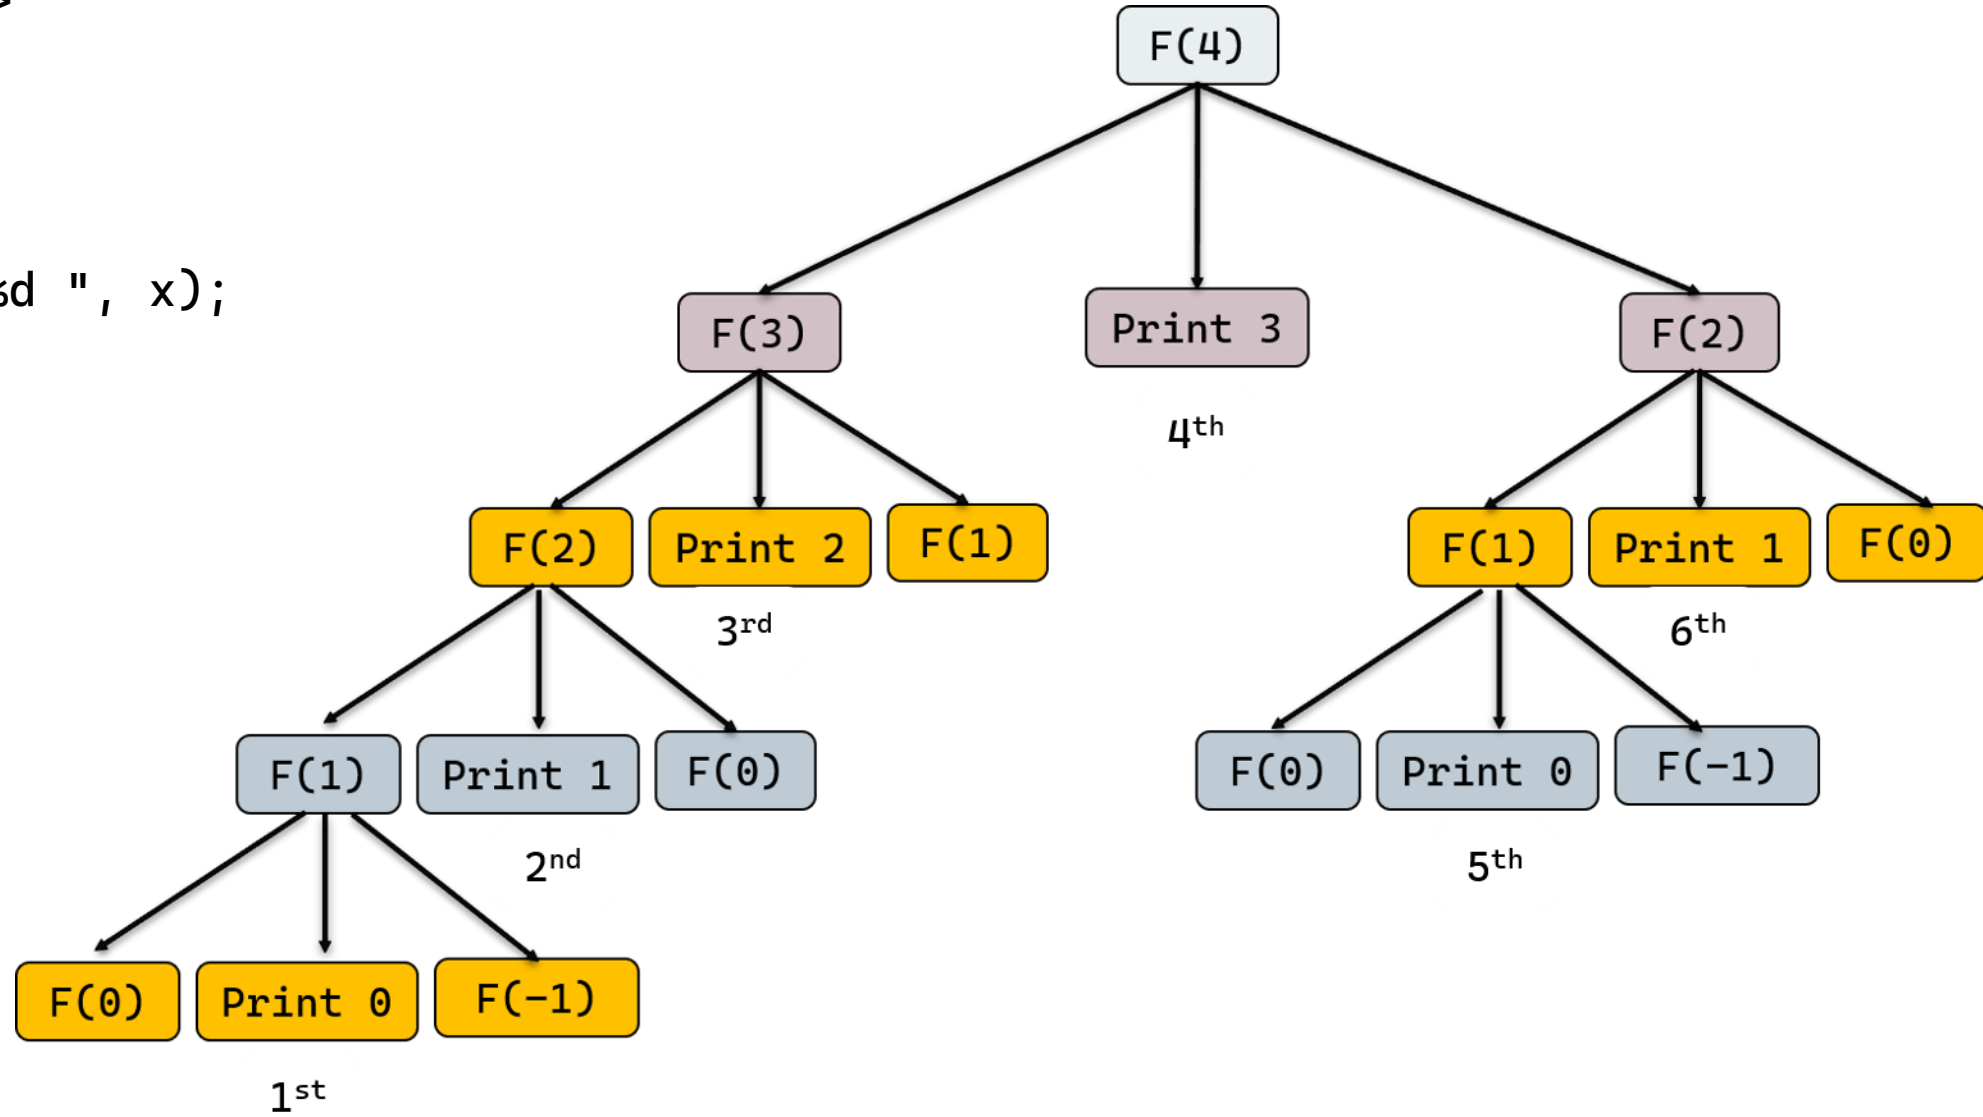 >
F(4)
%d ", x);
F(3)
Print 3
F(2)
4th
F(2)
Print 2
F(1)
F(1)
Print 1
F(0)
3rd
6th
F(1)
Print 1
F(0)
F(0)
Print 0
F(−1)
2nd
5th
F(0)
Print 0
F(−1)
1st